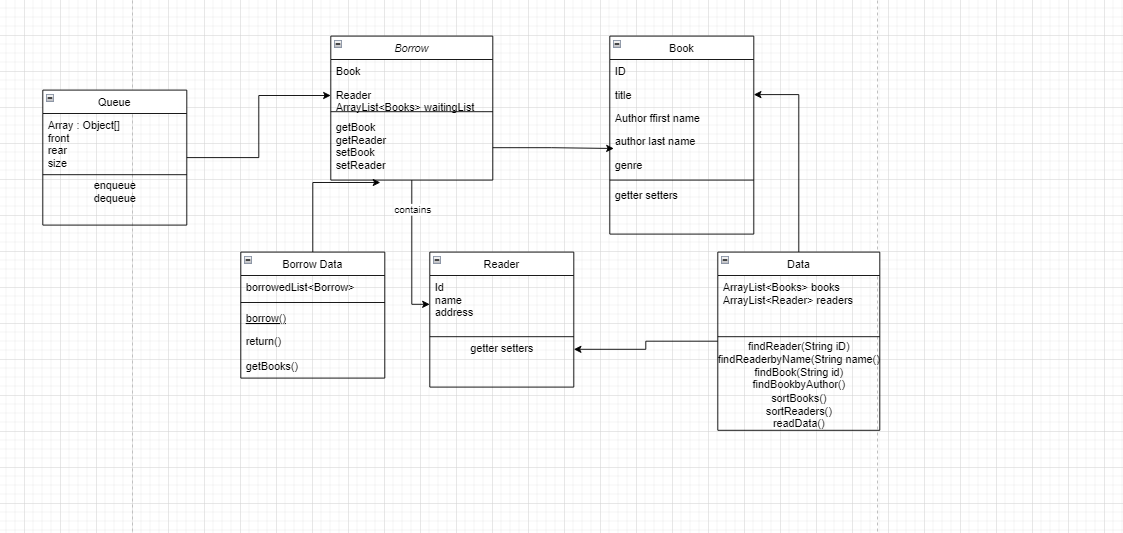 Borrow
Book
Reader
ArrayList<Books> waitingList
getBook
getReader
setBook
setReader
Book
ID
title
Author ffirst name
author last name
genre
getter setters
Queue
Array : Object[]
front
rear
size
enqueue
dequeue
contains
Borrow Data
borrowedList<Borrow>
borrow()
return()
getBooks()
Reader
Id
name
address
getter setters
Data
ArrayList<Books> books
ArrayList<Reader> readers
findReader(String iD)
findReaderbyName(String name()
findBook(String id)
findBookbyAuthor()
sortBooks()
sortReaders()
readData()